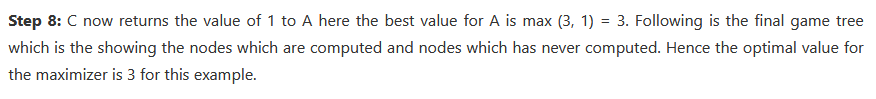 Step 8: C now returns the value of 1 to A here the best value for A is max (3, 1) = 3. Following is the final game tree
which is the showing the nodes which are computed and nodes which has never computed. Hence the optimal value for
the maximizer is 3 for this example.